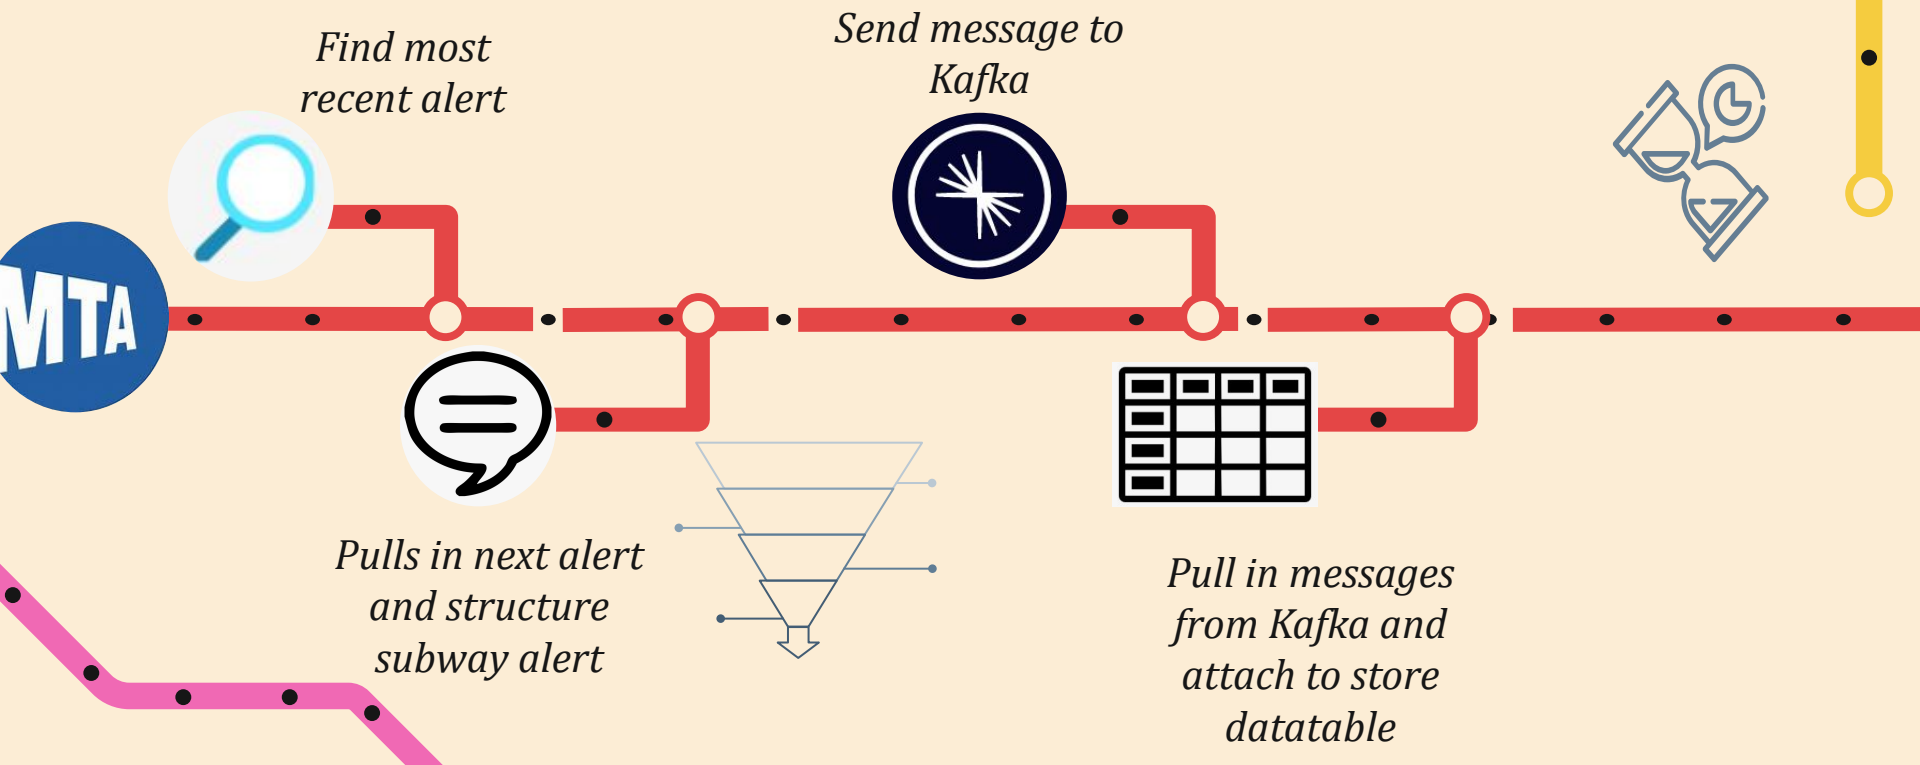 Find most
recent alert
Send message to
Kafka
MTA
Pulls in next alert
and structure
subway alert
Pull in messages
from Kafka and
attach to store
datatable